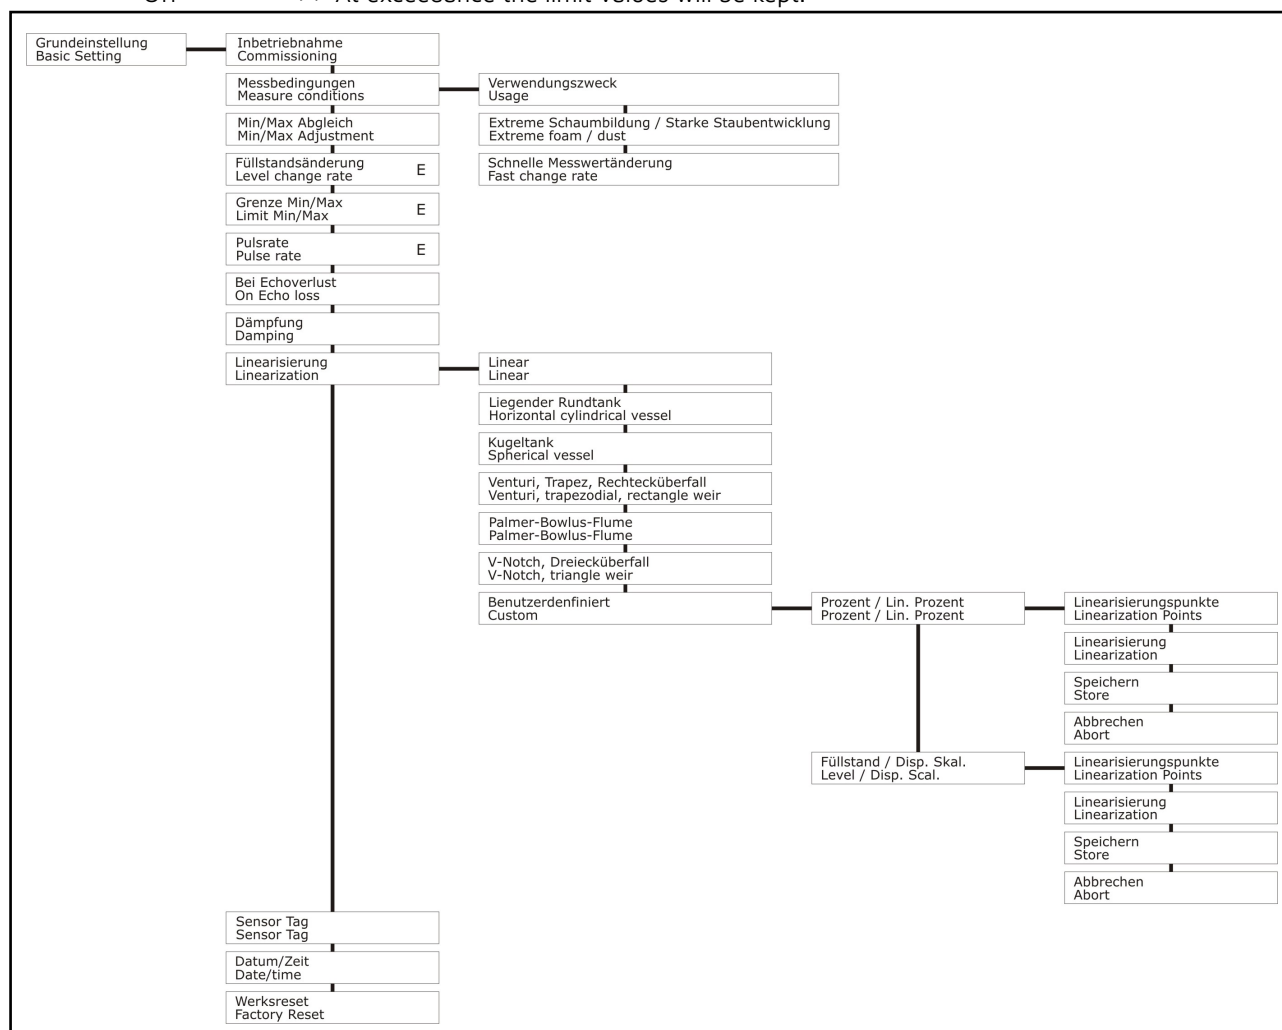 On >> At exceedance the limit values will be kept.
Grundeinstellung
Basic Setting
Inbetriebnahme
Commissioning
Messbedingungen
Measure conditions
Verwendungszweck
Usage
Min/Max Abgleich
Min/Max Adjustment
Extreme Schaumbildung / Starke Staubentwicklung
Extreme foam / dust
Füllstandsänderung
Level change rate
E
Schnelle Messwertänderung
Fast change rate
Grenze Min/Max
Limit Min/Max
E
Pulsrate
Pulse rate
E
Bei Echoverlust
On Echo loss
Dämpfung
Damping
Linearisierung
Linearization
Linear
Linear
Liegender Rundtank
Horizontal cylindrical vessel
Kugeltank
Spherical vessel
Venturi, Trapez, Rechtecküberfall
Venturi, trapezodial, rectangle weir
Palmer-Bowlus-Flume
Palmer-Bowlus-Flume
V-Notch, Dreiecküberfall
V-Notch, triangle weir
Benutzerdenfiniert
Custom
Prozent / Lin. Prozent
Prozent / Lin. Prozent
Linearisierungspunkte
Linearization Points
Linearisierung
Linearization
Speichern
Store
Abbrechen
Abort
Füllstand / Disp. Skal.
Level / Disp. Scal.
Linearisierungspunkte
Linearization Points
Linearisierung
Linearization
Speichern
Store
Abbrechen
Abort
Sensor Tag
Sensor Tag
Datum/Zeit
Date/time
Werksreset
Factory Reset